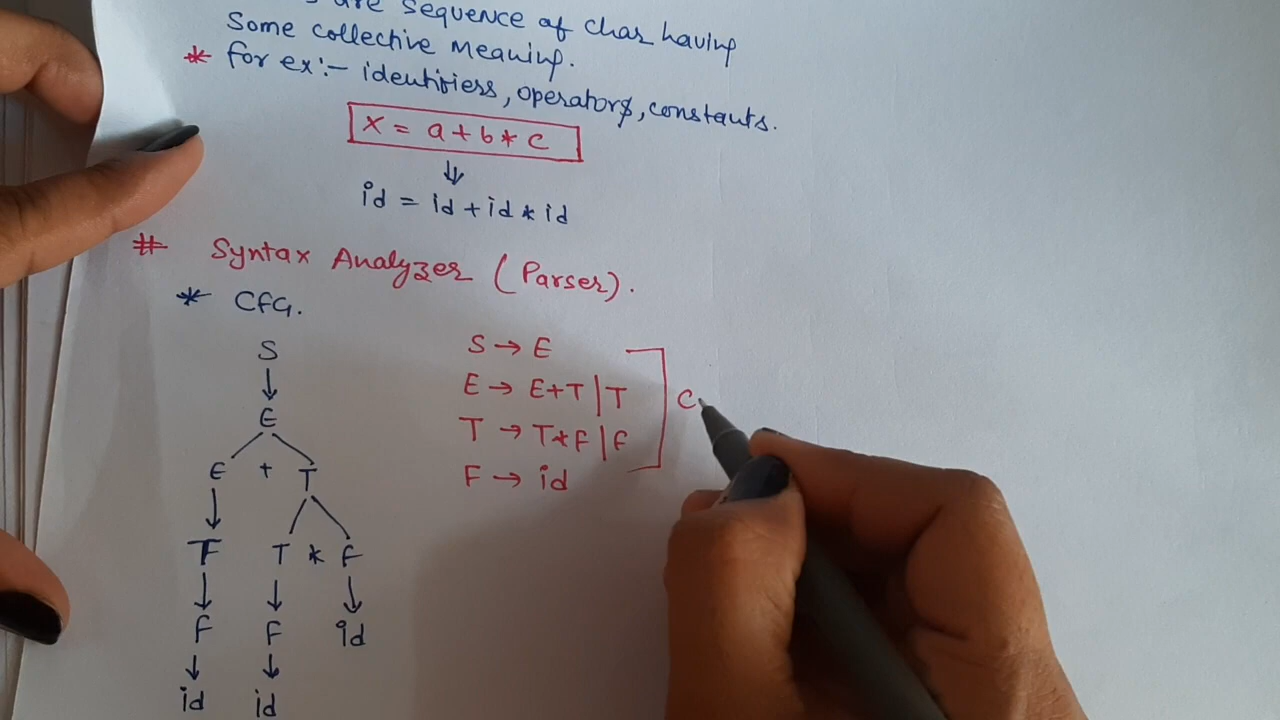 are sequence of char having
Some collective meaning.
* for ex:- identifiers, operators, constants.
x = a + b * c
⇓
id = id + id * id
# Syntax Analyzer (Parser).
* CFG.
S
↓
E
E + T
↓
T T * F
↓ ↓ ↓
F F id
↓ ↓
id id
S → E
E → E+T | T
T → T*F | F
F → id
C